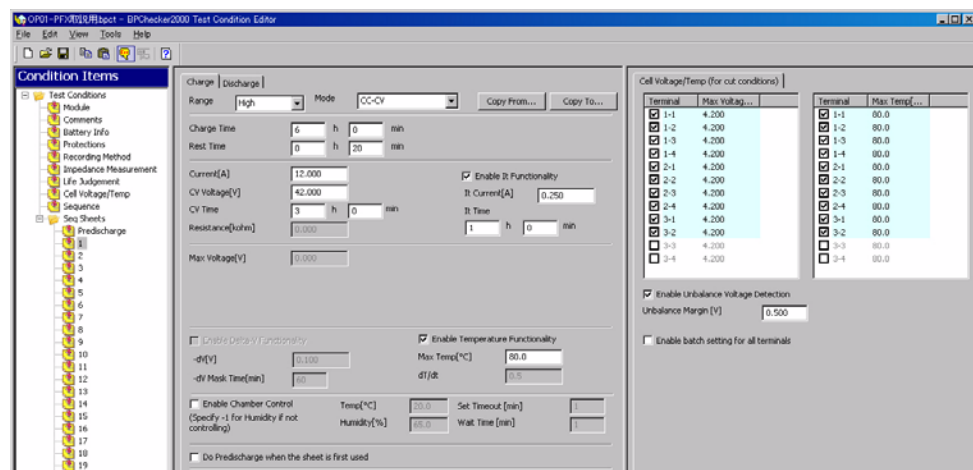 OP01-PFX取説用.bpct - BPChecker2000 Test Condition Editor
File Edit View Tools Help
Condition Items
Test Conditions
Module
Comments
Battery Info
Protections
Recording Method
Impedance Measurement
Life Judgement
Cell Voltage/Temp
Sequence
Seq Sheets
Predischarge
1
2
3
4
5
6
7
8
9
10
11
12
13
14
15
16
17
18
19
Charge Discharge
Range High Mode CC-CV Copy From... Copy To...
Charge Time 6 h 0 min
Rest Time 0 h 20 min
Current[A] 12.000
CV Voltage[V] 42.000
CV Time 3 h 0 min
Resistance[kohm] 0.000
Enable It Functionality
It Current[A] 0.250
It Time
1 h 0 min
Max Voltage[V] 0.000
Enable Delta-V Functionality
-dV[V] 0.100
-dV Mask Time[min] 60
Enable Temperature Functionality
Max Temp[°C] 80.0
dT/dt 0.5
Enable Chamber Control
(Specify -1 for Humidity if not
controlling)
Temp[°C] 20.0 Set Timeout [min] 1
Humidity[%] 65.0 Wait Time [min] 1
Do Predischarge when the sheet is first used
Cell Voltage/Temp (for cut conditions)
Terminal Max Voltag...
1-1 4.200
1-2 4.200
1-3 4.200
1-4 4.200
2-1 4.200
2-2 4.200
2-3 4.200
2-4 4.200
3-1 4.200
3-2 4.200
3-3 4.200
3-4 4.200
Terminal Max Temp[...
1-1 80.0
1-2 80.0
1-3 80.0
1-4 80.0
2-1 80.0
2-2 80.0
2-3 80.0
2-4 80.0
3-1 80.0
3-2 80.0
3-3 80.0
3-4 80.0
Enable Unbalance Voltage Detection
Unbalance Margin [V] 0.500
Enable batch setting for all terminals